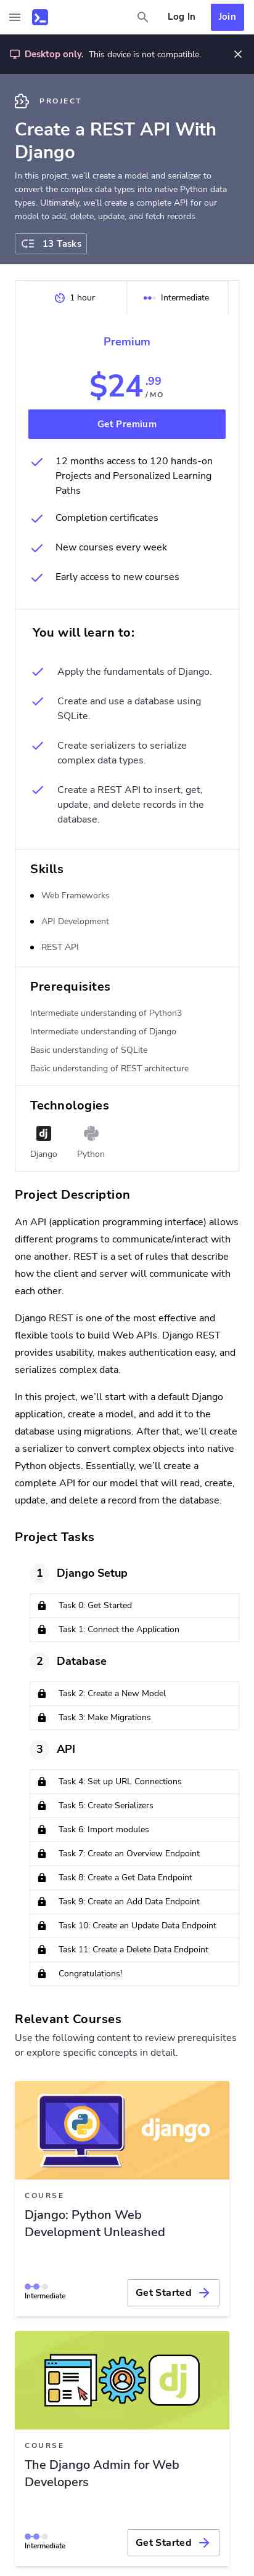 Log In
Join
Desktop only. This device is not compatible.
PROJECT
Create a REST API With
Django
In this project, we'll create a model and serializer to
convert the complex data types into native Python data
types. Ultimately, we'll create a complete API for our
model to add, delete, update, and fetch records.
13 Tasks
1 hour
Intermediate
Premium
$24.99
/MO
Get Premium
12 months access to 120 hands-on
Projects and Personalized Learning
Paths
Completion certificates
New courses every week
Early access to new courses
You will learn to:
Apply the fundamentals of Django.
Create and use a database using
SQLite.
Create serializers to serialize
complex data types.
Create a REST API to insert, get,
update, and delete records in the
database.
Skills
Web Frameworks
API Development
REST API
Prerequisites
Intermediate understanding of Python3
Intermediate understanding of Django
Basic understanding of SQLite
Basic understanding of REST architecture
Technologies
dj
Django
Python
Project Description
An API (application programming interface) allows
different programs to communicate/interact with
one another. REST is a set of rules that describe
how the client and server will communicate with
each other.
Django REST is one of the most effective and
flexible tools to build Web APIs. Django REST
provides usability, makes authentication easy, and
serializes complex data.
In this project, we'll start with a default Django
application, create a model, and add it to the
database using migrations. After that, we'll create
a serializer to convert complex objects into native
Python objects. Essentially, we'll create a
complete API for our model that will read, create,
update, and delete a record from the database.
Project Tasks
1 Django Setup
Task 0: Get Started
Task 1: Connect the Application
2 Database
Task 2: Create a New Model
Task 3: Make Migrations
3 API
Task 4: Set up URL Connections
Task 5: Create Serializers
Task 6: Import modules
Task 7: Create an Overview Endpoint
Task 8: Create a Get Data Endpoint
Task 9: Create an Add Data Endpoint
Task 10: Create an Update Data Endpoint
Task 11: Create a Delete Data Endpoint
Congratulations!
Relevant Courses
Use the following content to review prerequisites
or explore specific concepts in detail.
django
COURSE
Django: Python Web
Development Unleashed
Intermediate
Get Started
dj
COURSE
The Django Admin for Web
Developers
Intermediate
Get Started